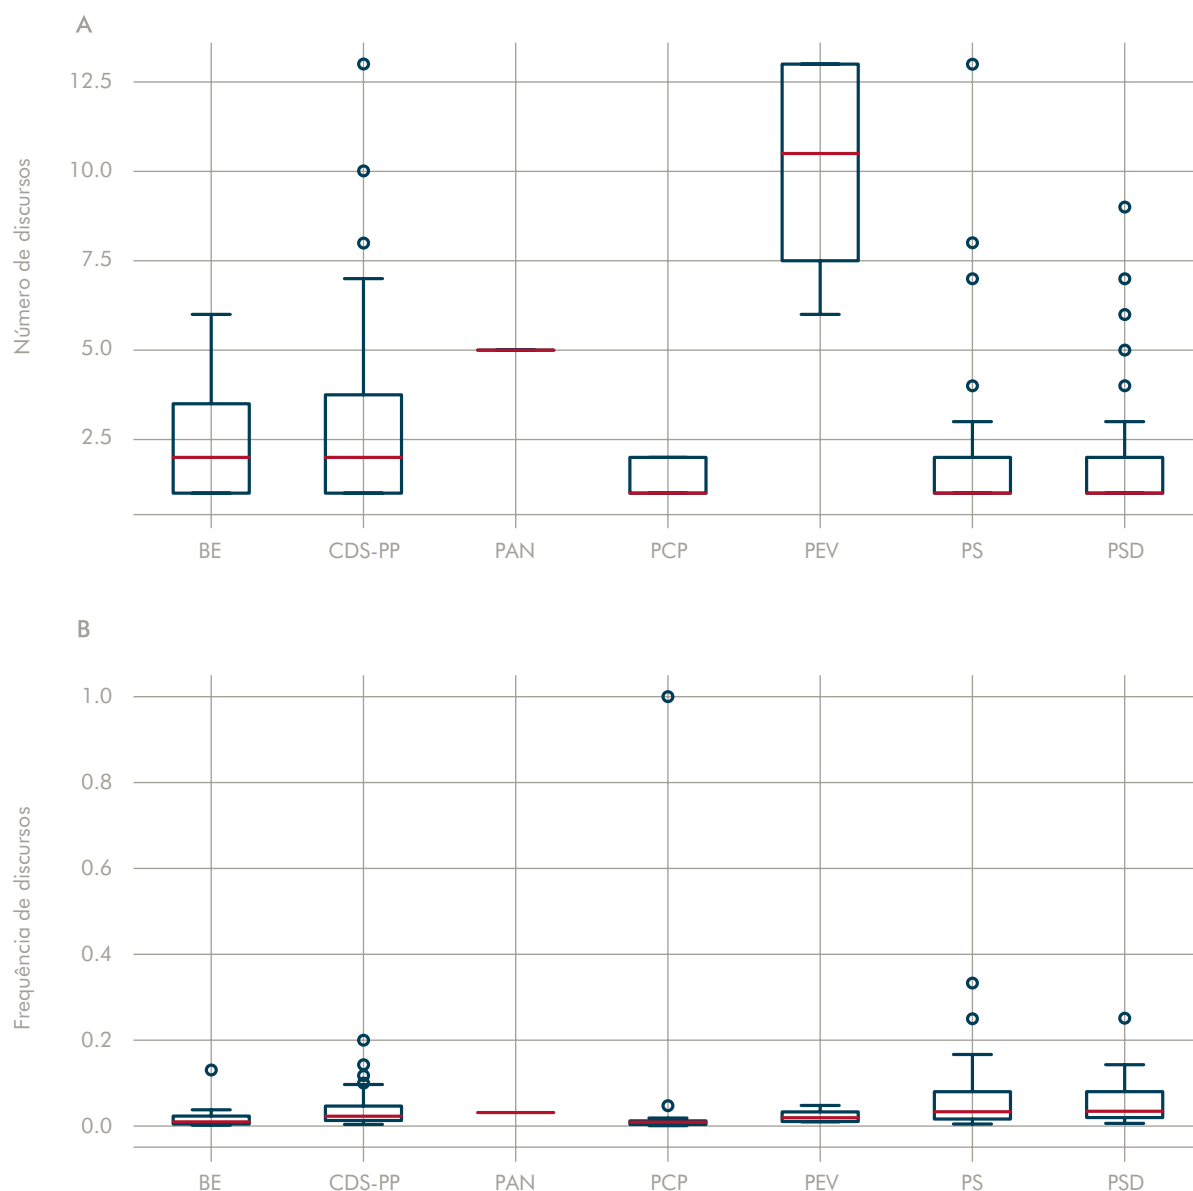 A
Número de discursos
12.5
10.0
7.5
5.0
2.5
BE CDS-PP PAN PCP PEV PS PSD
B
Frequência de discursos
1.0
0.8
0.6
0.4
0.2
0.0
BE CDS-PP PAN PCP PEV PS PSD